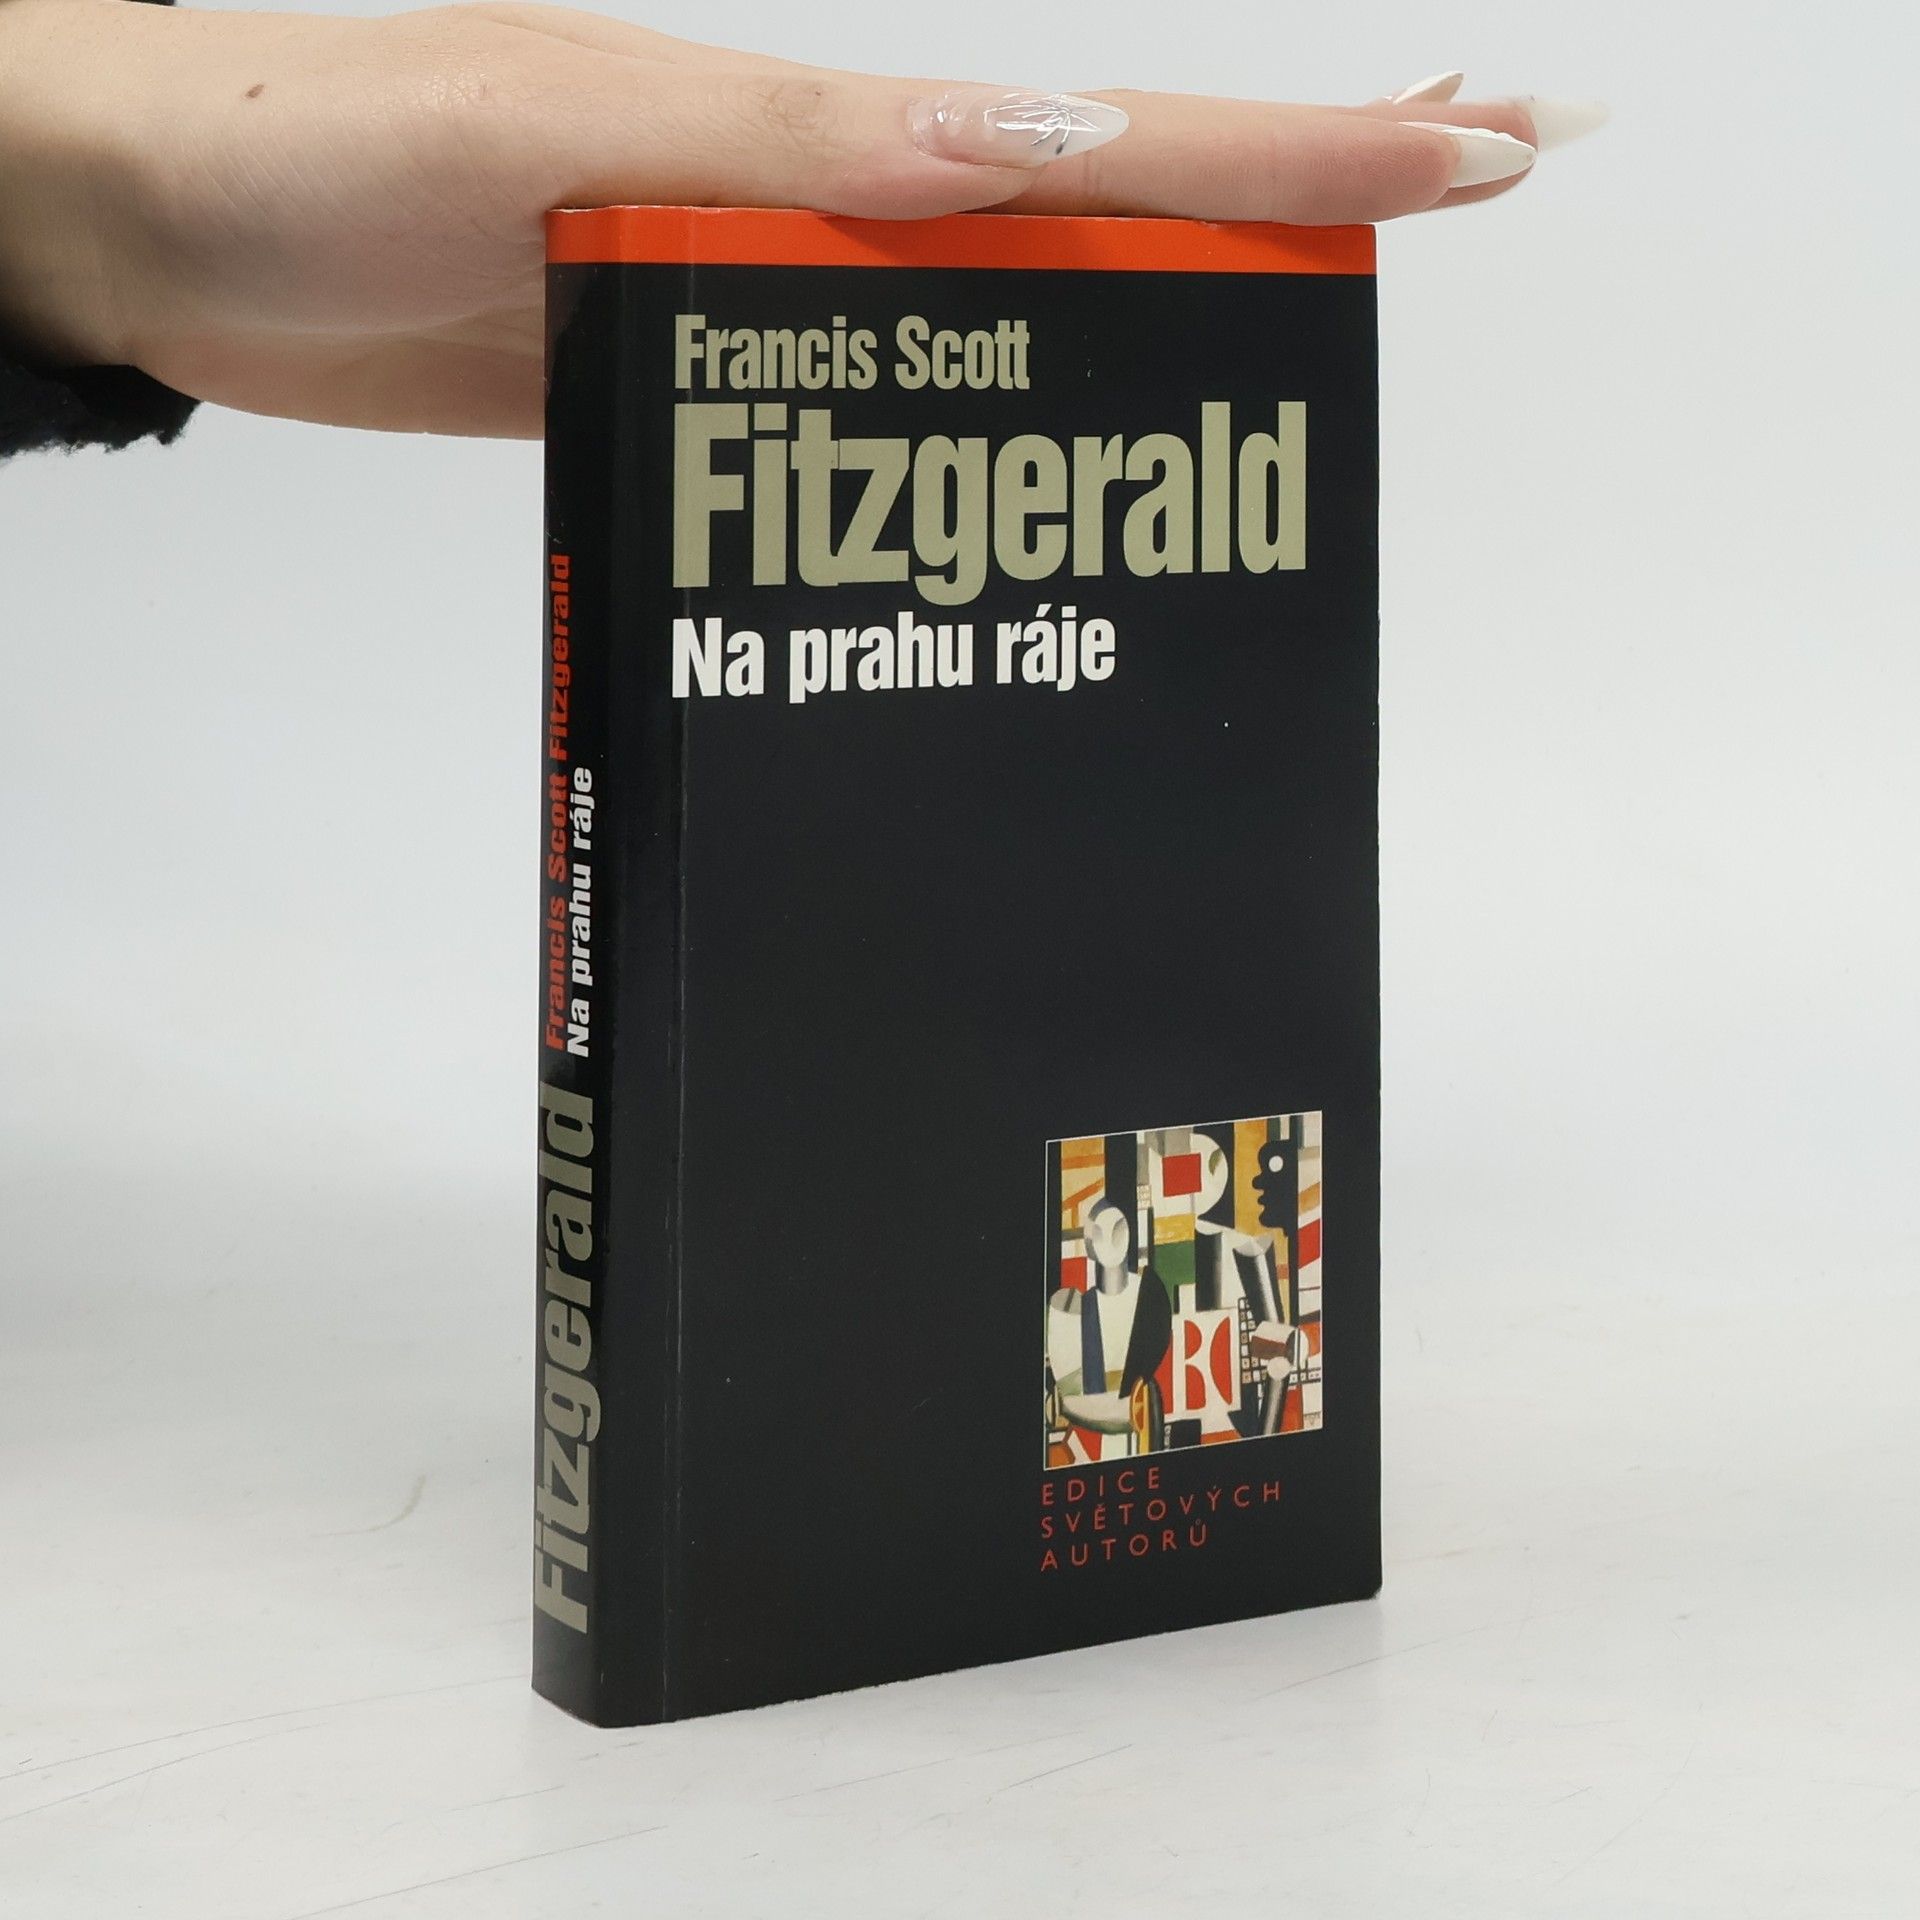 Francis Scott
Fitzgerald
Na prahu ráje
EDICE
SVĚTOVÝCH
AUTORŮ
Fitzgerald
Francis Scott Fitzgerald
Na prahu ráje